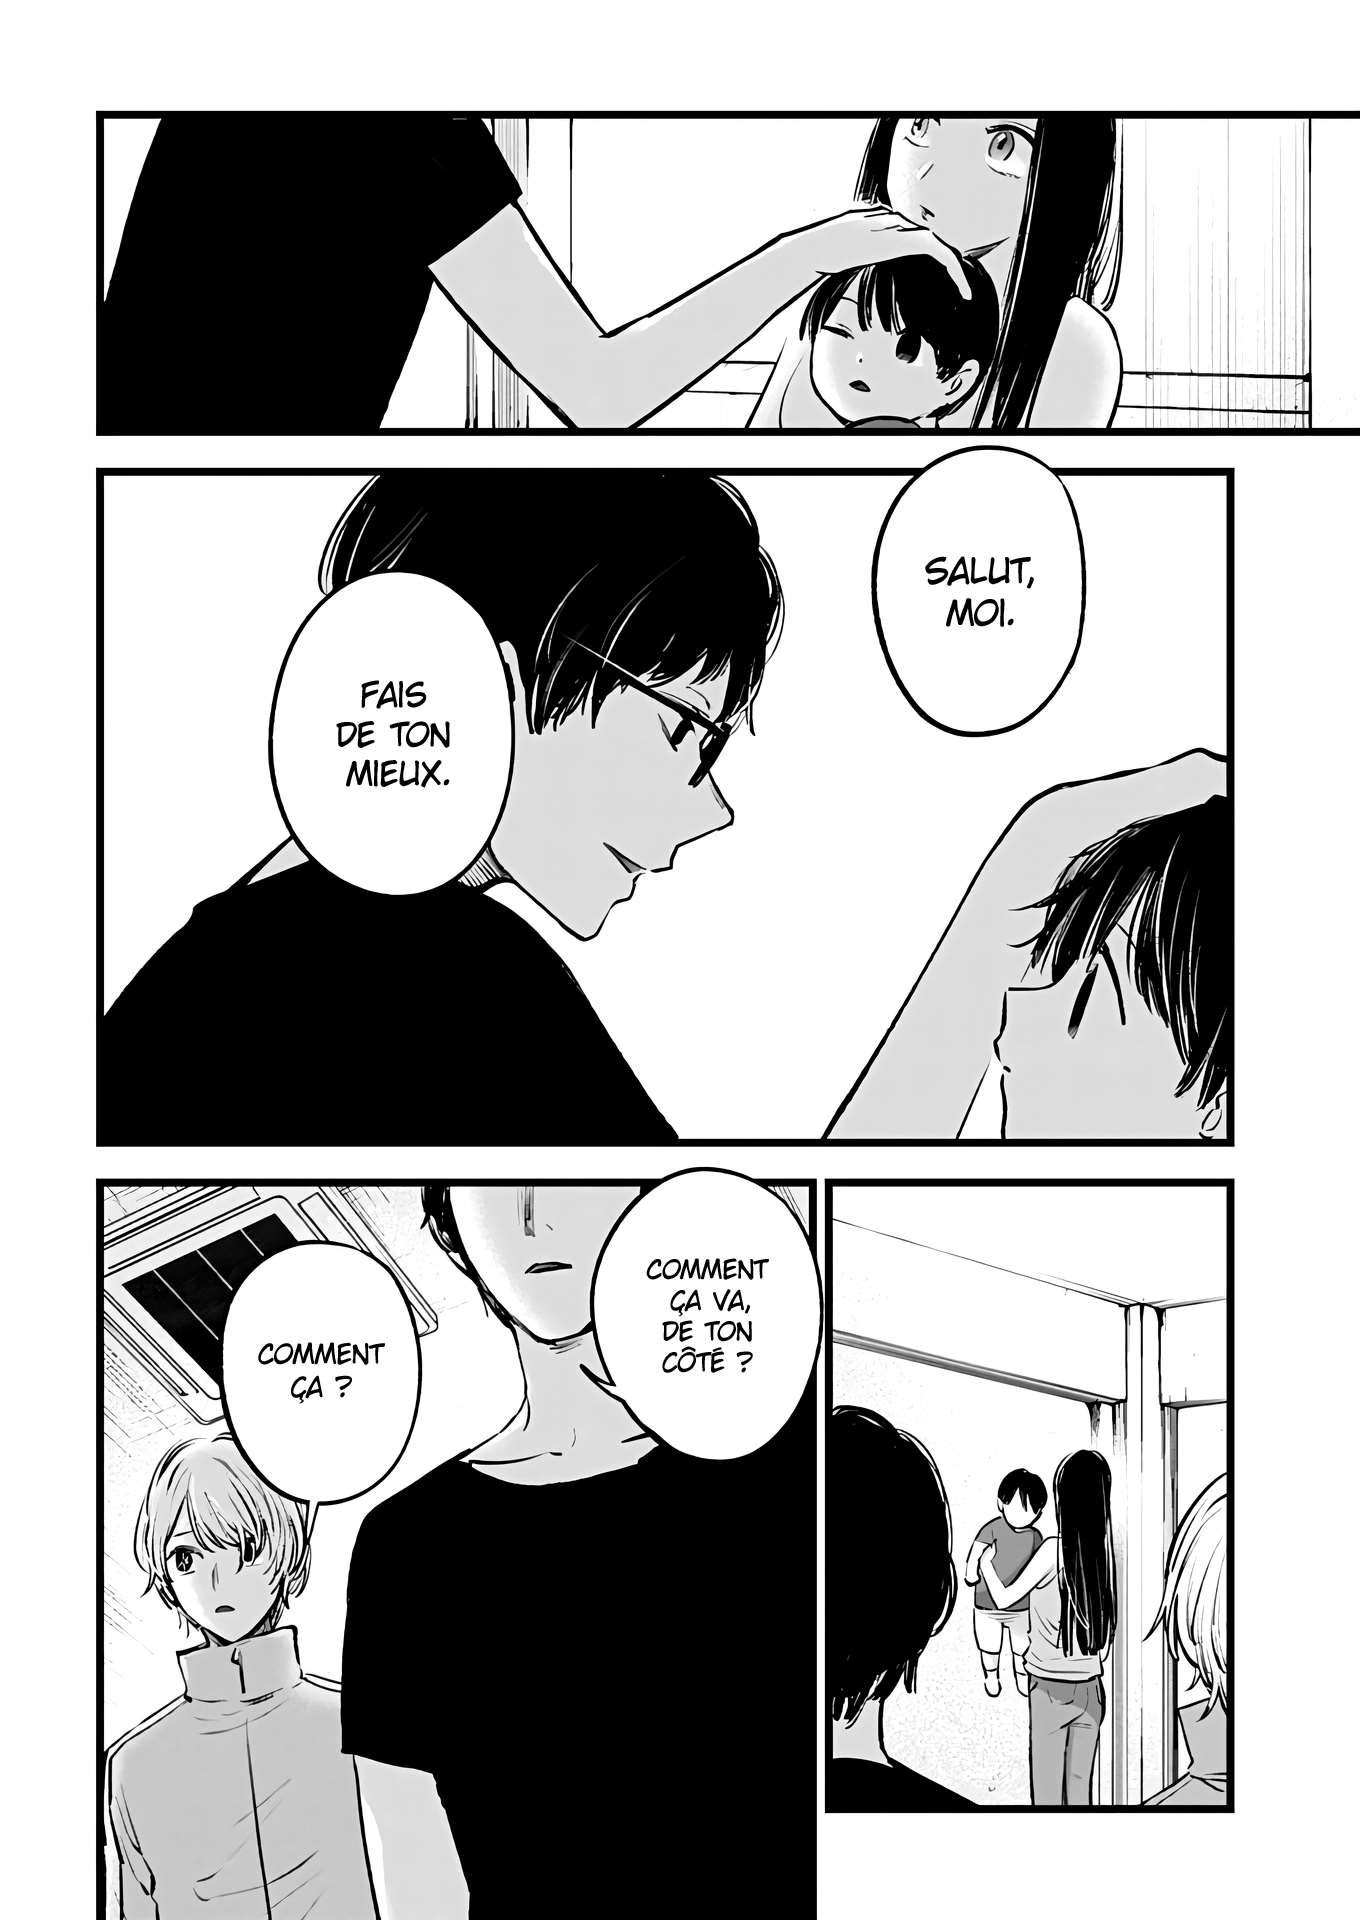 SALUT,
MOI.
FAIS
DE TON
MIEUX.
COMMENT
ÇA VA,
DE TON
CÔTÉ ?
COMMENT
ÇA ?